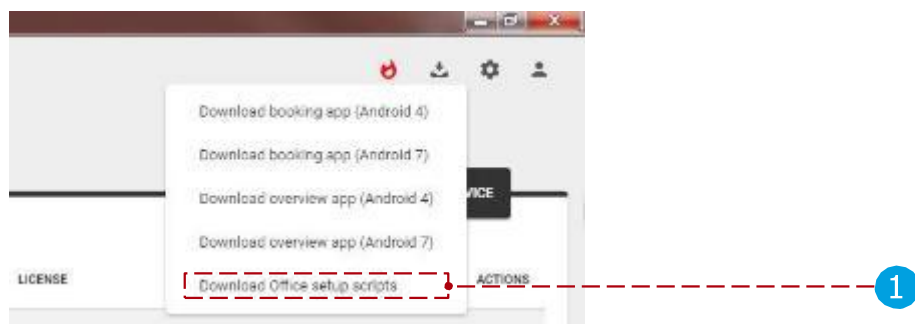 Download booking app (Android 4)
Download booking app (Android 7)
VICE
Download overview app (Android 4)
Download overview app (Android 7)
LICENSE
Download Office setup scripts
ACTIONS
1